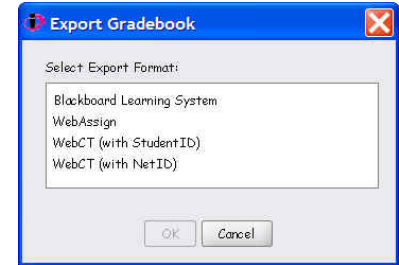 Export Gradebook
Select Export Format:
Blackboard Learning System
WebAssign
WebCT (with StudentID)
WebCT (with NetID)
OK Cancel